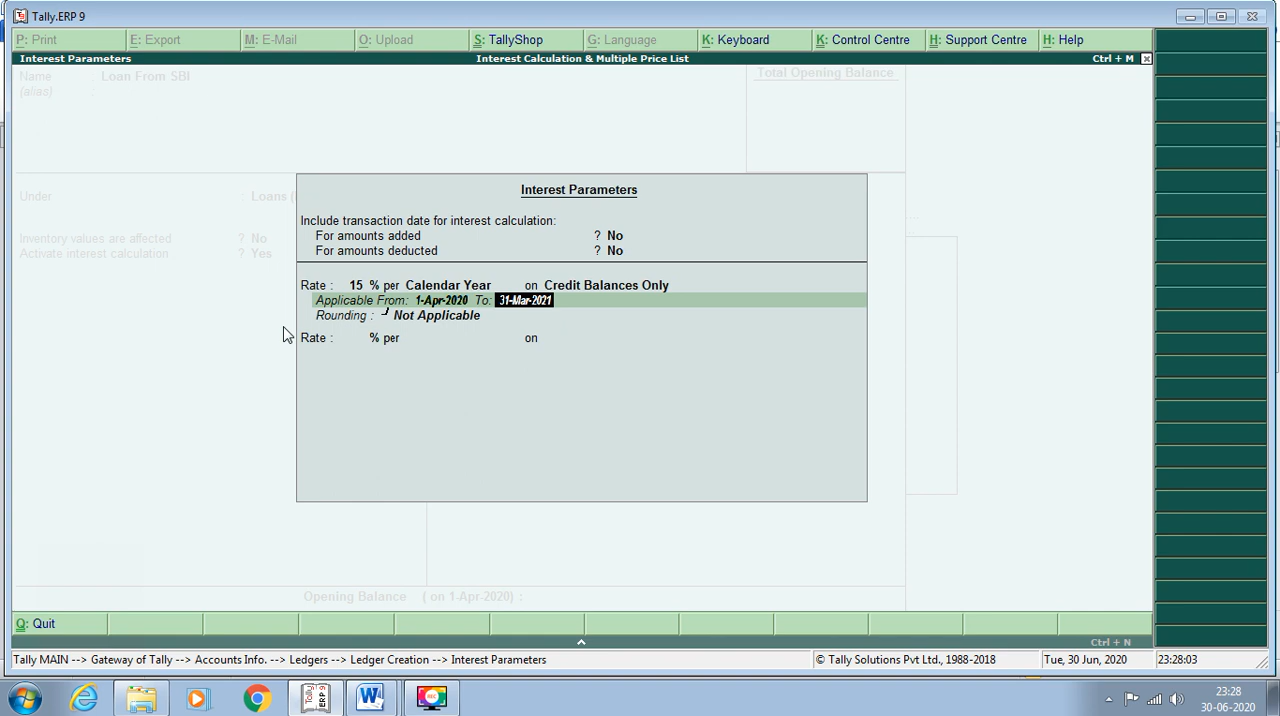 Tally.ERP 9
P: Print E: Export M: E-Mail O: Upload S: TallyShop G: Language K: Keyboard K: Control Centre H: Support Centre H: Help
Interest Parameters Interest Calculation & Multiple Price List Ctrl + M
Name : Loan From SBI Total Opening Balance
(alias) :
Interest Parameters
Under : Loans (
Include transaction date for interest calculation:
For amounts added ? No
Inventory values are affected ? No
For amounts deducted ? No
Activate interest calculation ? Yes
Rate : 15 % per Calendar Year on Credit Balances Only
Applicable From: 1-Apr-2020 To: 31-Mar-2021
Rounding : Not Applicable
Rate : % per on
Opening Balance ( on 1-Apr-2020) :
Q: Quit
Ctrl + N
Tally MAIN --> Gateway of Tally --> Accounts Info. --> Ledgers --> Ledger Creation --> Interest Parameters © Tally Solutions Pvt Ltd., 1988-2018 Tue, 30 Jun, 2020 23:28:03
Tally ERP 9
REC
23:28
30-06-2020